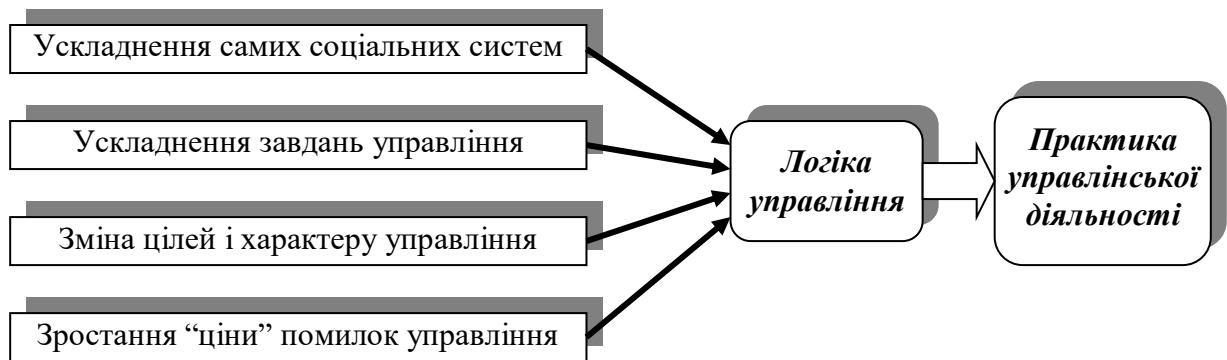 Ускладнення самих соціальних систем
Ускладнення завдань управління
Зміна цілей і характеру управління
Зростання “ціни” помилок управління
Логіка
управління
Практика
управлінської
діяльності